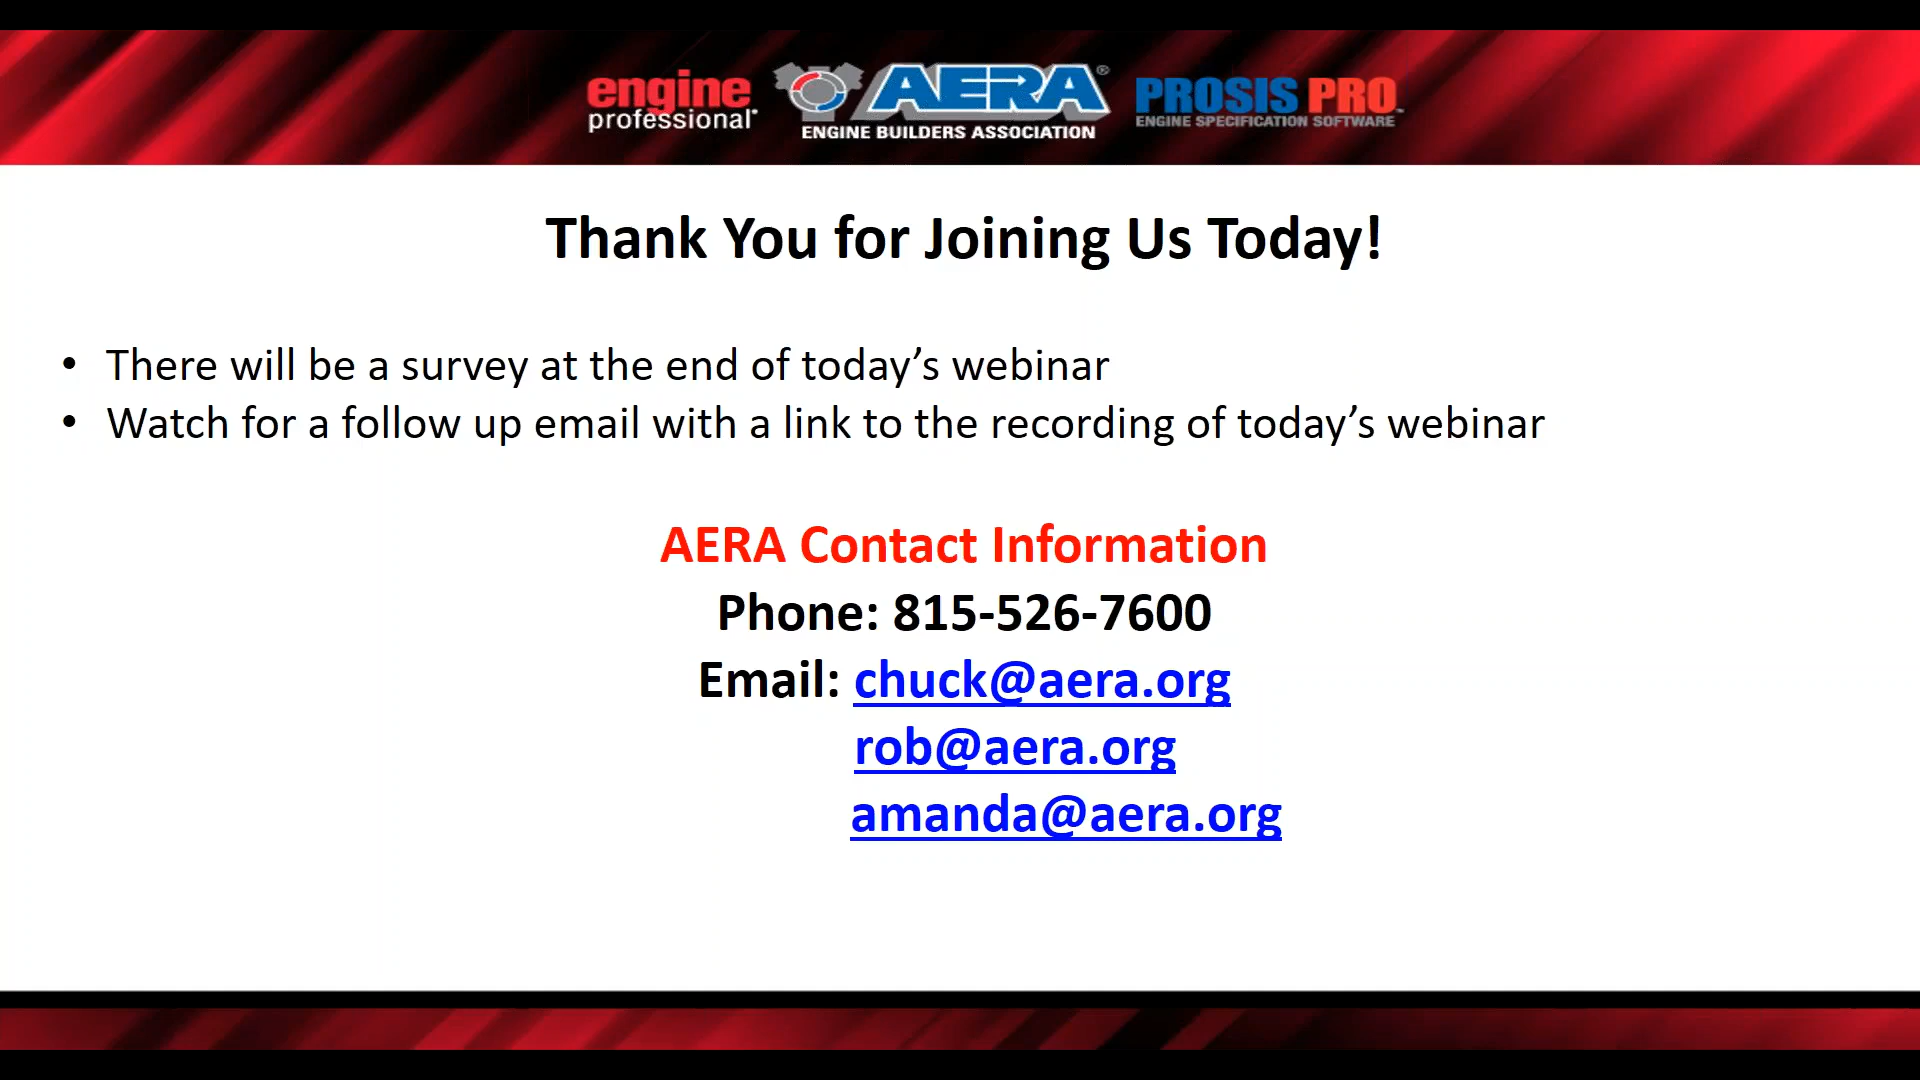 engine
professional®
AERA®
ENGINE BUILDERS ASSOCIATION
PROSIS PRO™
ENGINE SPECIFICATION SOFTWARE
Thank You for Joining Us Today!
• There will be a survey at the end of today’s webinar
• Watch for a follow up email with a link to the recording of today’s webinar
AERA Contact Information
Phone: 815-526-7600
Email: chuck@aera.org
rob@aera.org
amanda@aera.org